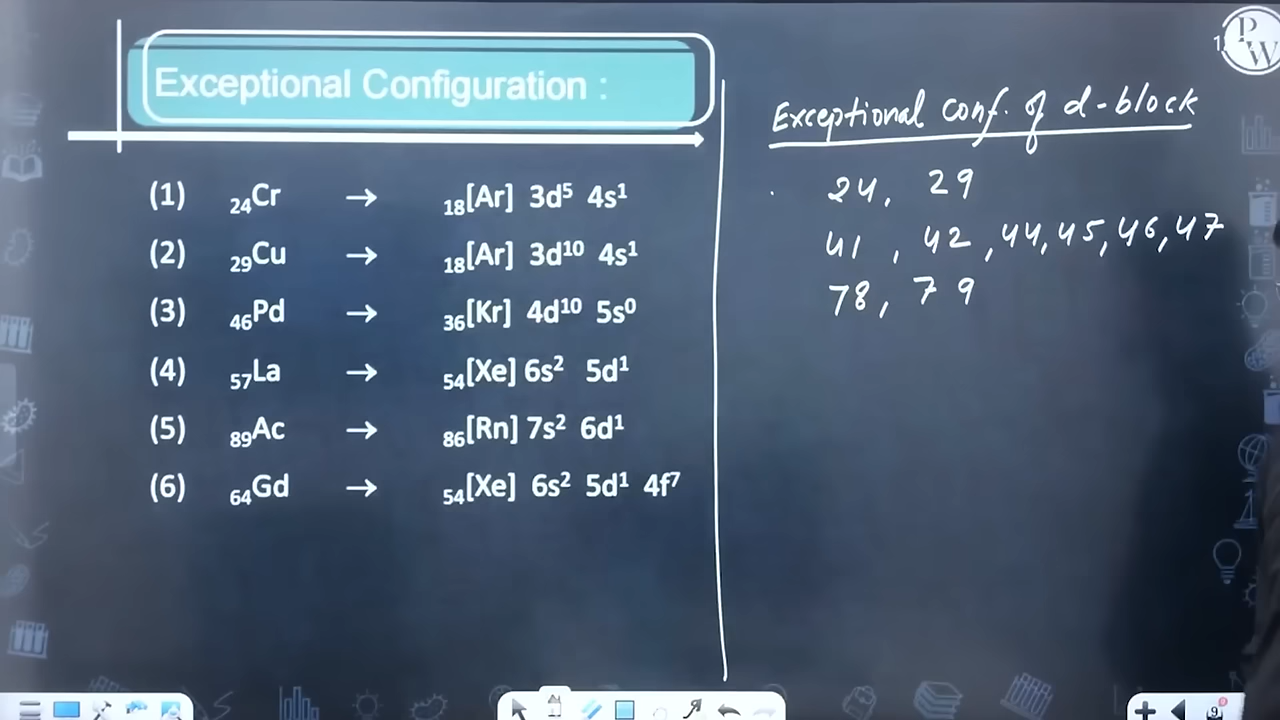 Exceptional Configuration :
(1) ₂₄Cr → ₁₈[Ar] 3d⁵ 4s¹
(2) ₂₉Cu → ₁₈[Ar] 3d¹⁰ 4s¹
(3) ₄₆Pd → ₃₆[Kr] 4d¹⁰ 5s⁰
(4) ₅₇La → ₅₄[Xe] 6s² 5d¹
(5) ₈₉Ac → ₈₆[Rn] 7s² 6d¹
(6) ₆₄Gd → ₅₄[Xe] 6s² 5d¹ 4f⁷
Exceptional conf. of d-block
24, 29
41, 42, 44, 45, 46, 47
78, 79
PW